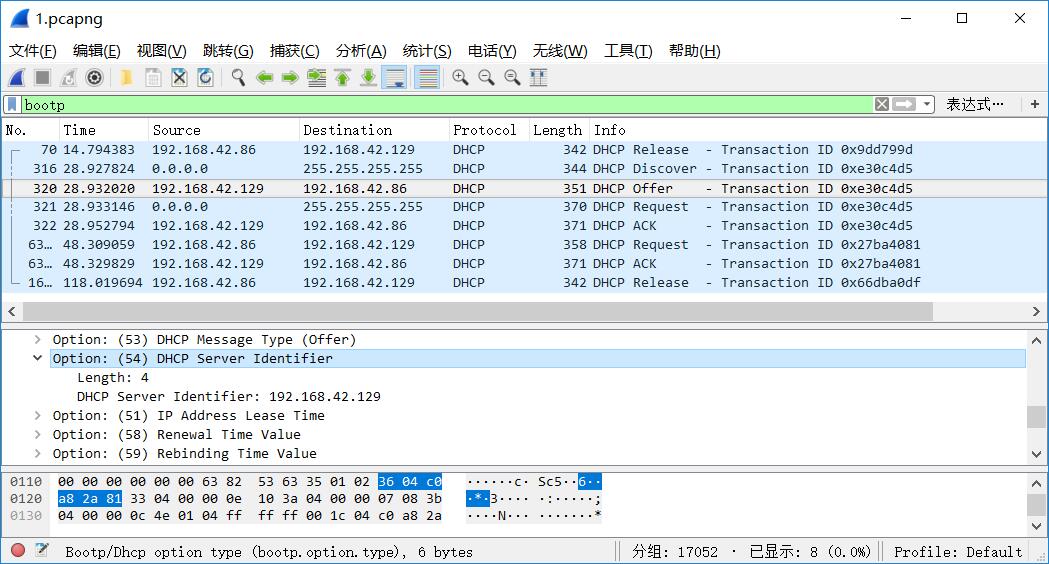 1.pcapng
文件(F) 编辑(E) 视图(V) 跳转(G) 捕获(C) 分析(A) 统计(S) 电话(Y) 无线(W) 工具(T) 帮助(H)
bootp 表达式… +
No. Time Source Destination Protocol Length Info
70 14.794383 192.168.42.86 192.168.42.129 DHCP 342 DHCP Release - Transaction ID 0x9dd799d
316 28.927824 0.0.0.0 255.255.255.255 DHCP 344 DHCP Discover - Transaction ID 0xe30c4d5
320 28.932020 192.168.42.129 192.168.42.86 DHCP 351 DHCP Offer - Transaction ID 0xe30c4d5
321 28.933146 0.0.0.0 255.255.255.255 DHCP 370 DHCP Request - Transaction ID 0xe30c4d5
322 28.952794 192.168.42.129 192.168.42.86 DHCP 371 DHCP ACK - Transaction ID 0xe30c4d5
63… 48.309059 192.168.42.86 192.168.42.129 DHCP 358 DHCP Request - Transaction ID 0x27ba4081
63… 48.329829 192.168.42.129 192.168.42.86 DHCP 371 DHCP ACK - Transaction ID 0x27ba4081
16… 118.019694 192.168.42.86 192.168.42.129 DHCP 342 DHCP Release - Transaction ID 0x66dba0df
Option: (53) DHCP Message Type (Offer)
Option: (54) DHCP Server Identifier
Length: 4
DHCP Server Identifier: 192.168.42.129
Option: (51) IP Address Lease Time
Option: (58) Renewal Time Value
Option: (59) Rebinding Time Value
0110 00 00 00 00 00 00 63 82 53 63 35 01 02 36 04 c0 ······c· Sc5··6··
0120 a8 2a 81 33 04 00 00 0e 10 3a 04 00 00 07 08 3b ·*·3···· ·:·····;
0130 04 00 00 0c 4e 01 04 ff ff ff 00 1c 04 c0 a8 2a ····N··· ·······*
Bootp/Dhcp option type (bootp.option.type), 6 bytes 分组: 17052 · 已显示: 8 (0.0%) Profile: Default